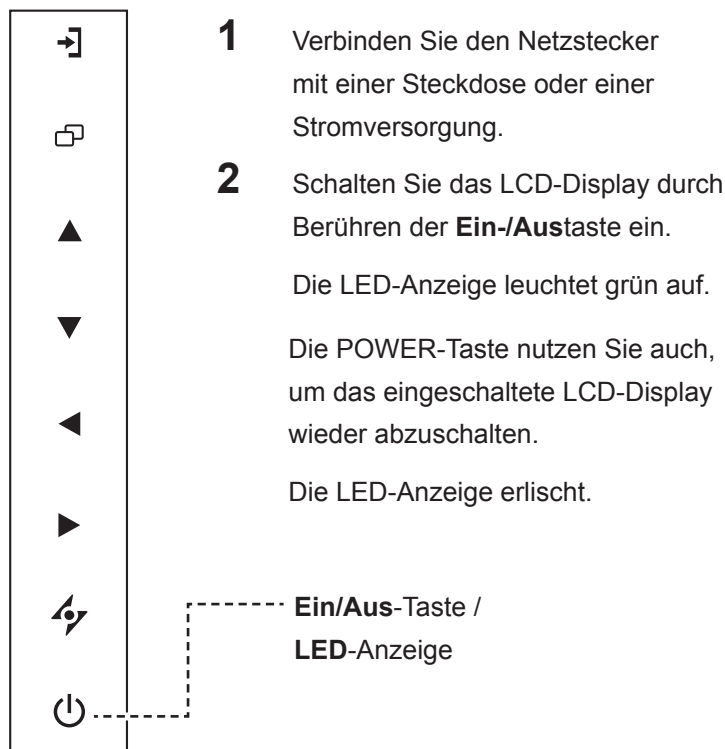 1 Verbinden Sie den Netzstecker
mit einer Steckdose oder einer
Stromversorgung.
2 Schalten Sie das LCD-Display durch
Berühren der Ein-/Austaste ein.
Die LED-Anzeige leuchtet grün auf.
Die POWER-Taste nutzen Sie auch,
um das eingeschaltete LCD-Display
wieder abzuschalten.
Die LED-Anzeige erlischt.
Ein/Aus-Taste /
LED-Anzeige